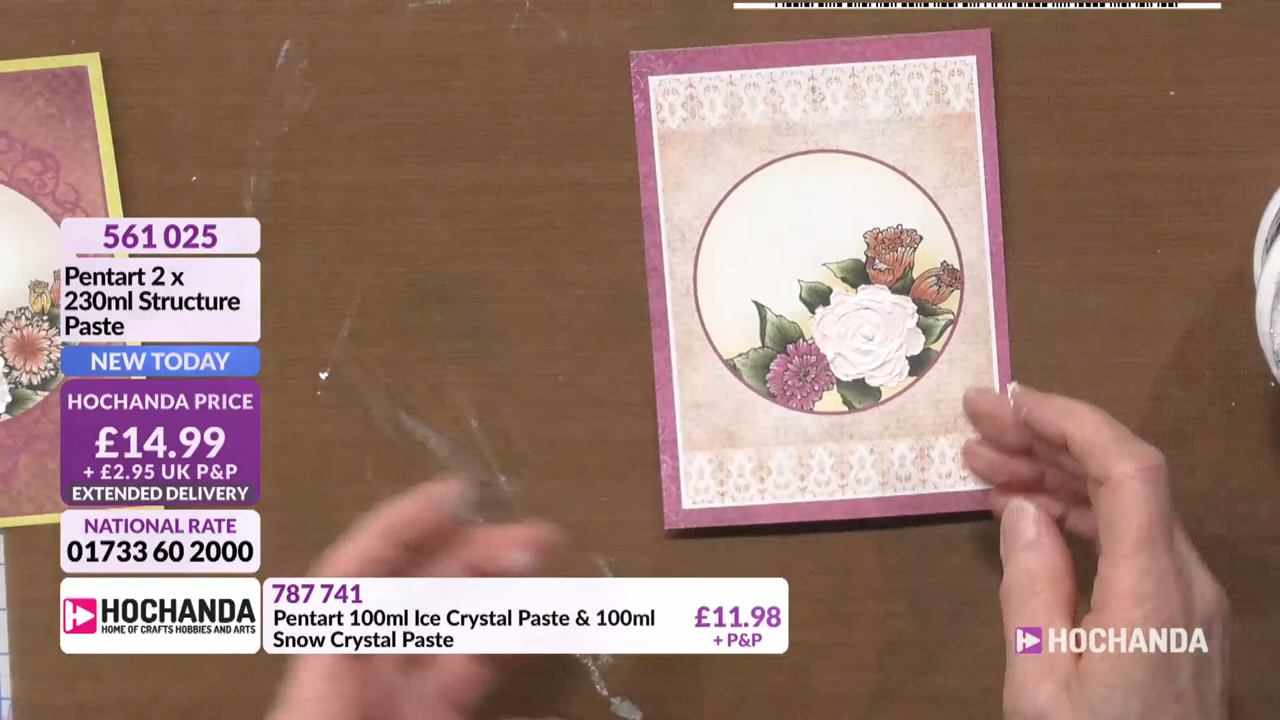 561 025
Pentart 2 x
230ml Structure
Paste
NEW TODAY
HOCHANDA PRICE
£14.99
+ £2.95 UK P&P
EXTENDED DELIVERY
NATIONAL RATE
01733 60 2000
HOCHANDA
HOME OF CRAFTS HOBBIES AND ARTS
787 741
Pentart 100ml Ice Crystal Paste & 100ml
Snow Crystal Paste
£11.98
+ P&P
HOCHANDA